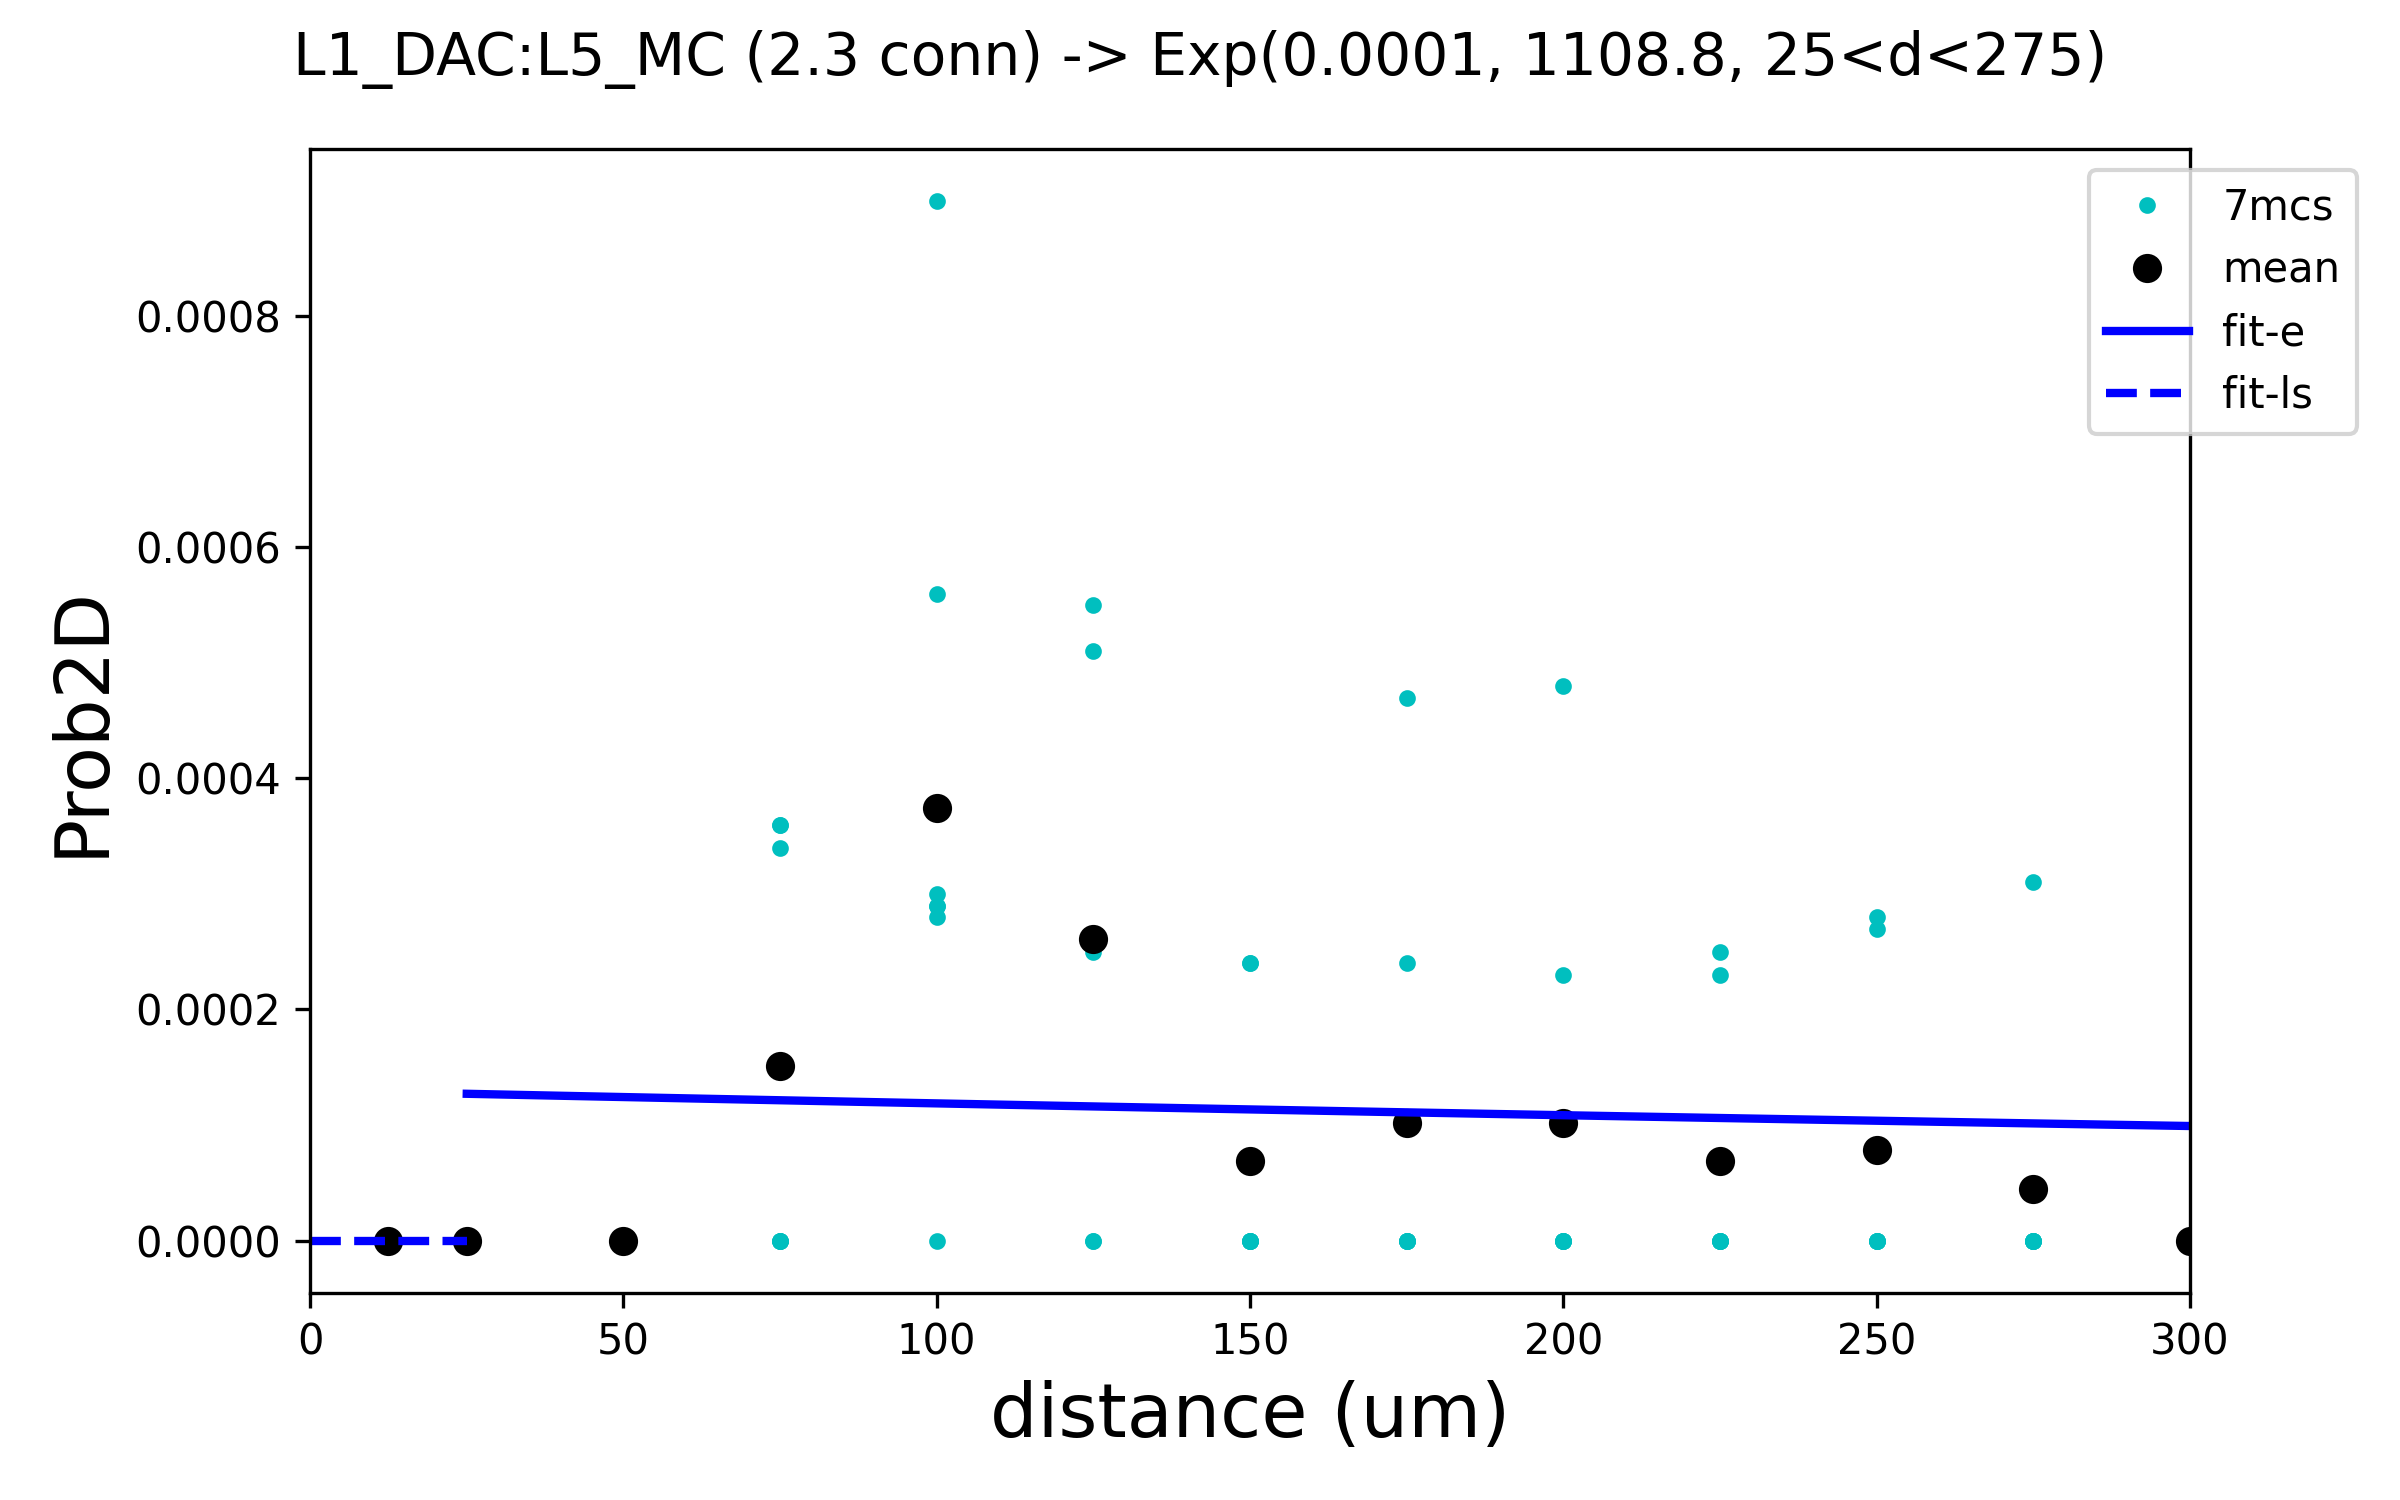 L1_DAC:L5_MC (2.3 conn) -> Exp(0.0001, 1108.8, 25<d<275)
7mcs
mean
fit-e
fit-ls
0.0008
0.0006
0.0004
0.0002
0.0000
Prob2D
0 50 100 150 200 250 300
distance (um)